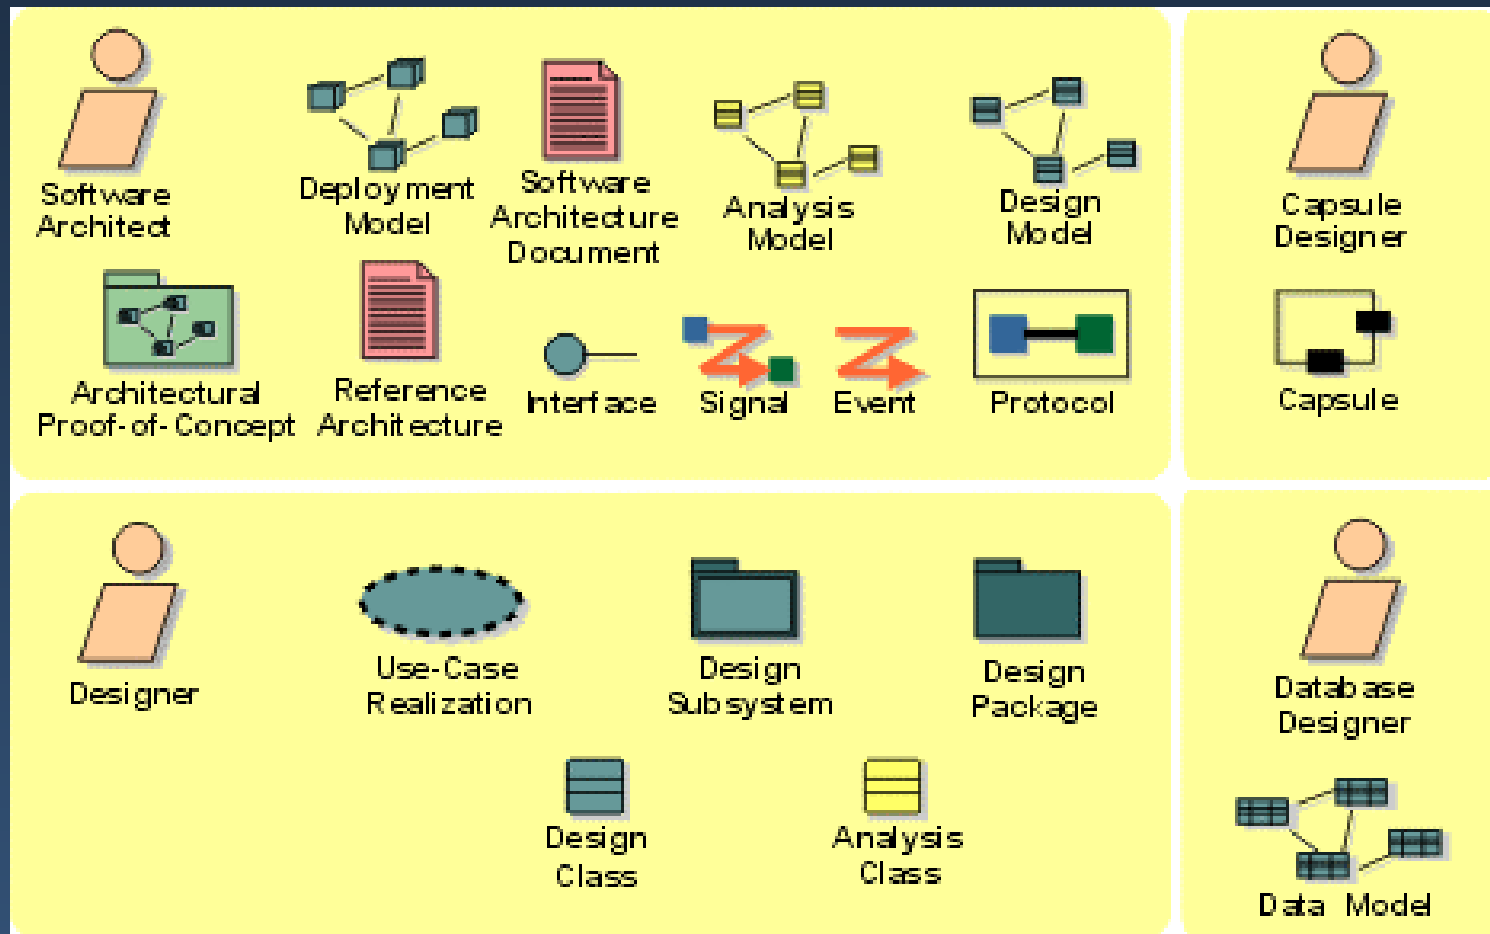 Software
Architect
Deployment
Model
Software
Architecture
Document
Analysis
Model
Design
Model
Capsule
Designer
Architectural
Proof-of-Concept
Reference
Architecture
Interface
Signal
Event
Protocol
Capsule
Designer
Use-Case
Realization
Design
Subsystem
Design
Package
Database
Designer
Design
Class
Analysis
Class
Data Model